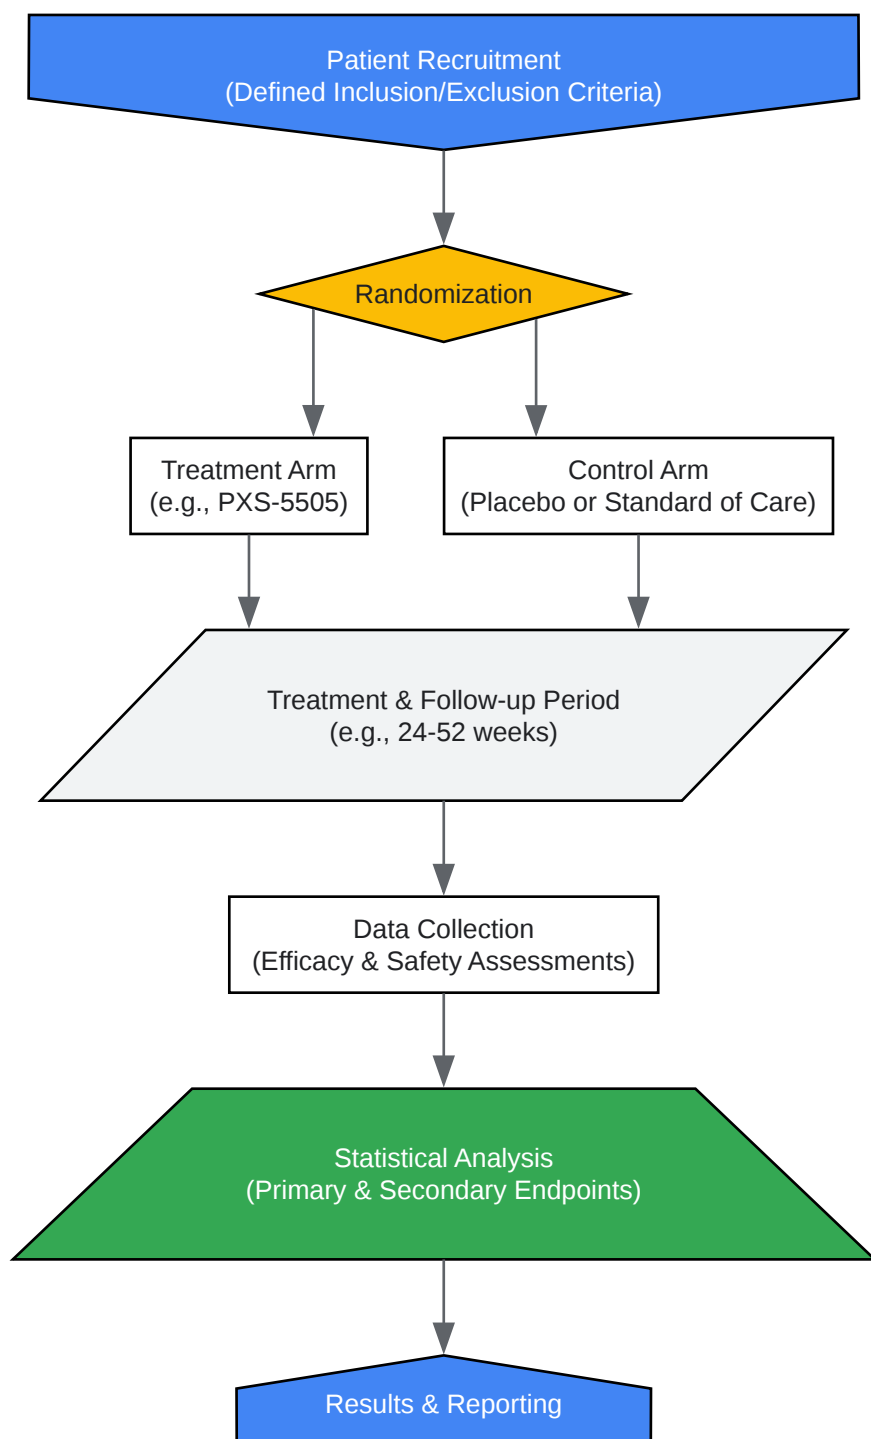 Patient Recruitment
(Defined Inclusion/Exclusion Criteria)
Randomization
Treatment Arm
(e.g., PXS-5505)
Control Arm
(Placebo or Standard of Care)
Treatment & Follow-up Period
(e.g., 24-52 weeks)
Data Collection
(Efficacy & Safety Assessments)
Statistical Analysis
(Primary & Secondary Endpoints)
Results & Reporting